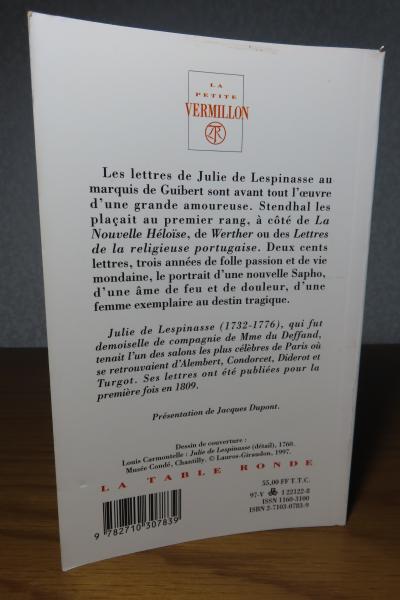 LA
PETITE
VERMILLON
Les lettres de Julie de Lespinasse au
marquis de Guibert sont avant tout l'œuvre
d'une grande amoureuse. Stendhal les
plaçait au premier rang, à côté de La
Nouvelle Héloïse, de Werther ou des Lettres
de la religieuse portugaise. Deux cents
lettres, trois années de folle passion et de vie
mondaine, le portrait d'une nouvelle Sapho,
d'une âme de feu et de douleur, d'une
femme exemplaire au destin tragique.
Julie de Lespinasse (1732-1776), qui fut
demoiselle de compagnie de Mme du Deffand,
tenait l'un des salons les plus célèbres de Paris où
se retrouvaient d'Alembert, Condorcet, Diderot et
Turgot. Ses lettres ont été publiées pour la
première fois en 1809.
Présentation de Jacques Dupont.
Dessin de couverture :
Louis Carmontelle : Julie de Lespinasse (détail), 1760.
Musée Condé, Chantilly. © Lauros-Giraudon, 1997.
LA TABLE RONDE
55,00 FF T.T.C.
97-V 1 22122-8
ISSN 1160-3100
ISBN 2-7103-0783-9
9 782710 307839